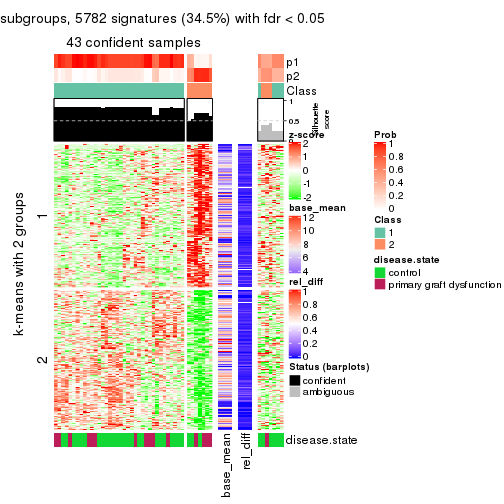 subgroups, 5782 signatures (34.5%) with fdr < 0.05
43 confident samples
p1
p2
Class
1
0.5
0
Silhouette
score
k-means with 2 groups
1
2
z-score
2
1
0
-1
-2
base_mean
12
10
8
6
4
rel_diff
1
0.8
0.6
0.4
0.2
0
Status (barplots)
confident
ambiguous
Prob
1
0.8
0.6
0.4
0.2
0
Class
1
2
disease.state
control
primary graft dysfunction
disease.state
base_mean
rel_diff